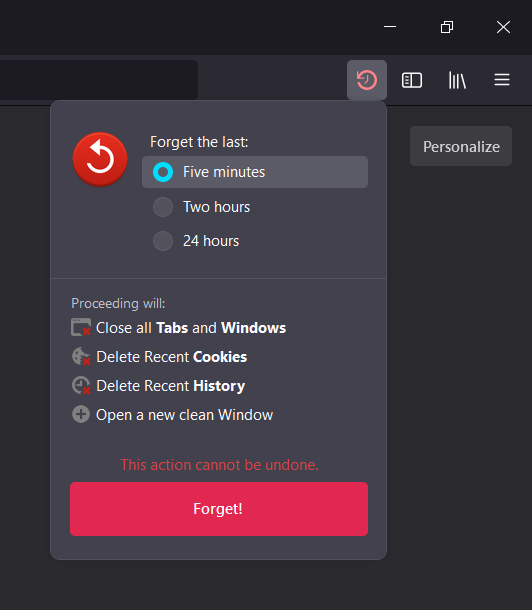 Personalize
Forget the last:
Five minutes
Two hours
24 hours
Proceeding will:
Close all Tabs and Windows
Delete Recent Cookies
Delete Recent History
Open a new clean Window
This action cannot be undone.
Forget!